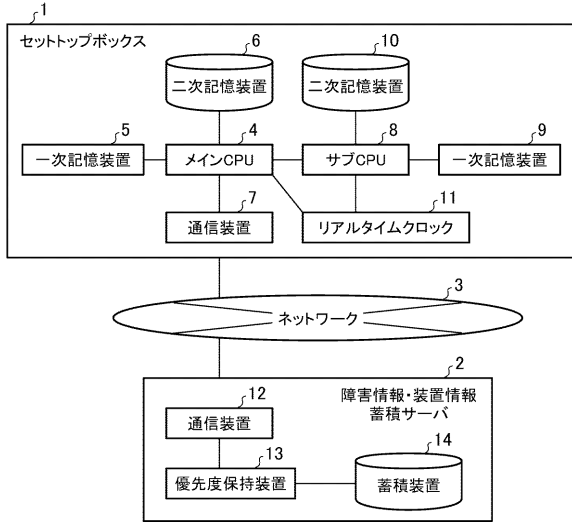 1
セットトップボックス
6
10
二次記憶装置
二次記憶装置
5
4
8
9
一次記憶装置
メインCPU
サブCPU
一次記憶装置
7
11
通信装置
リアルタイムクロック
3
ネットワーク
2
12
障害情報・装置情報
蓄積サーバ
通信装置
13
14
優先度保持装置
蓄積装置